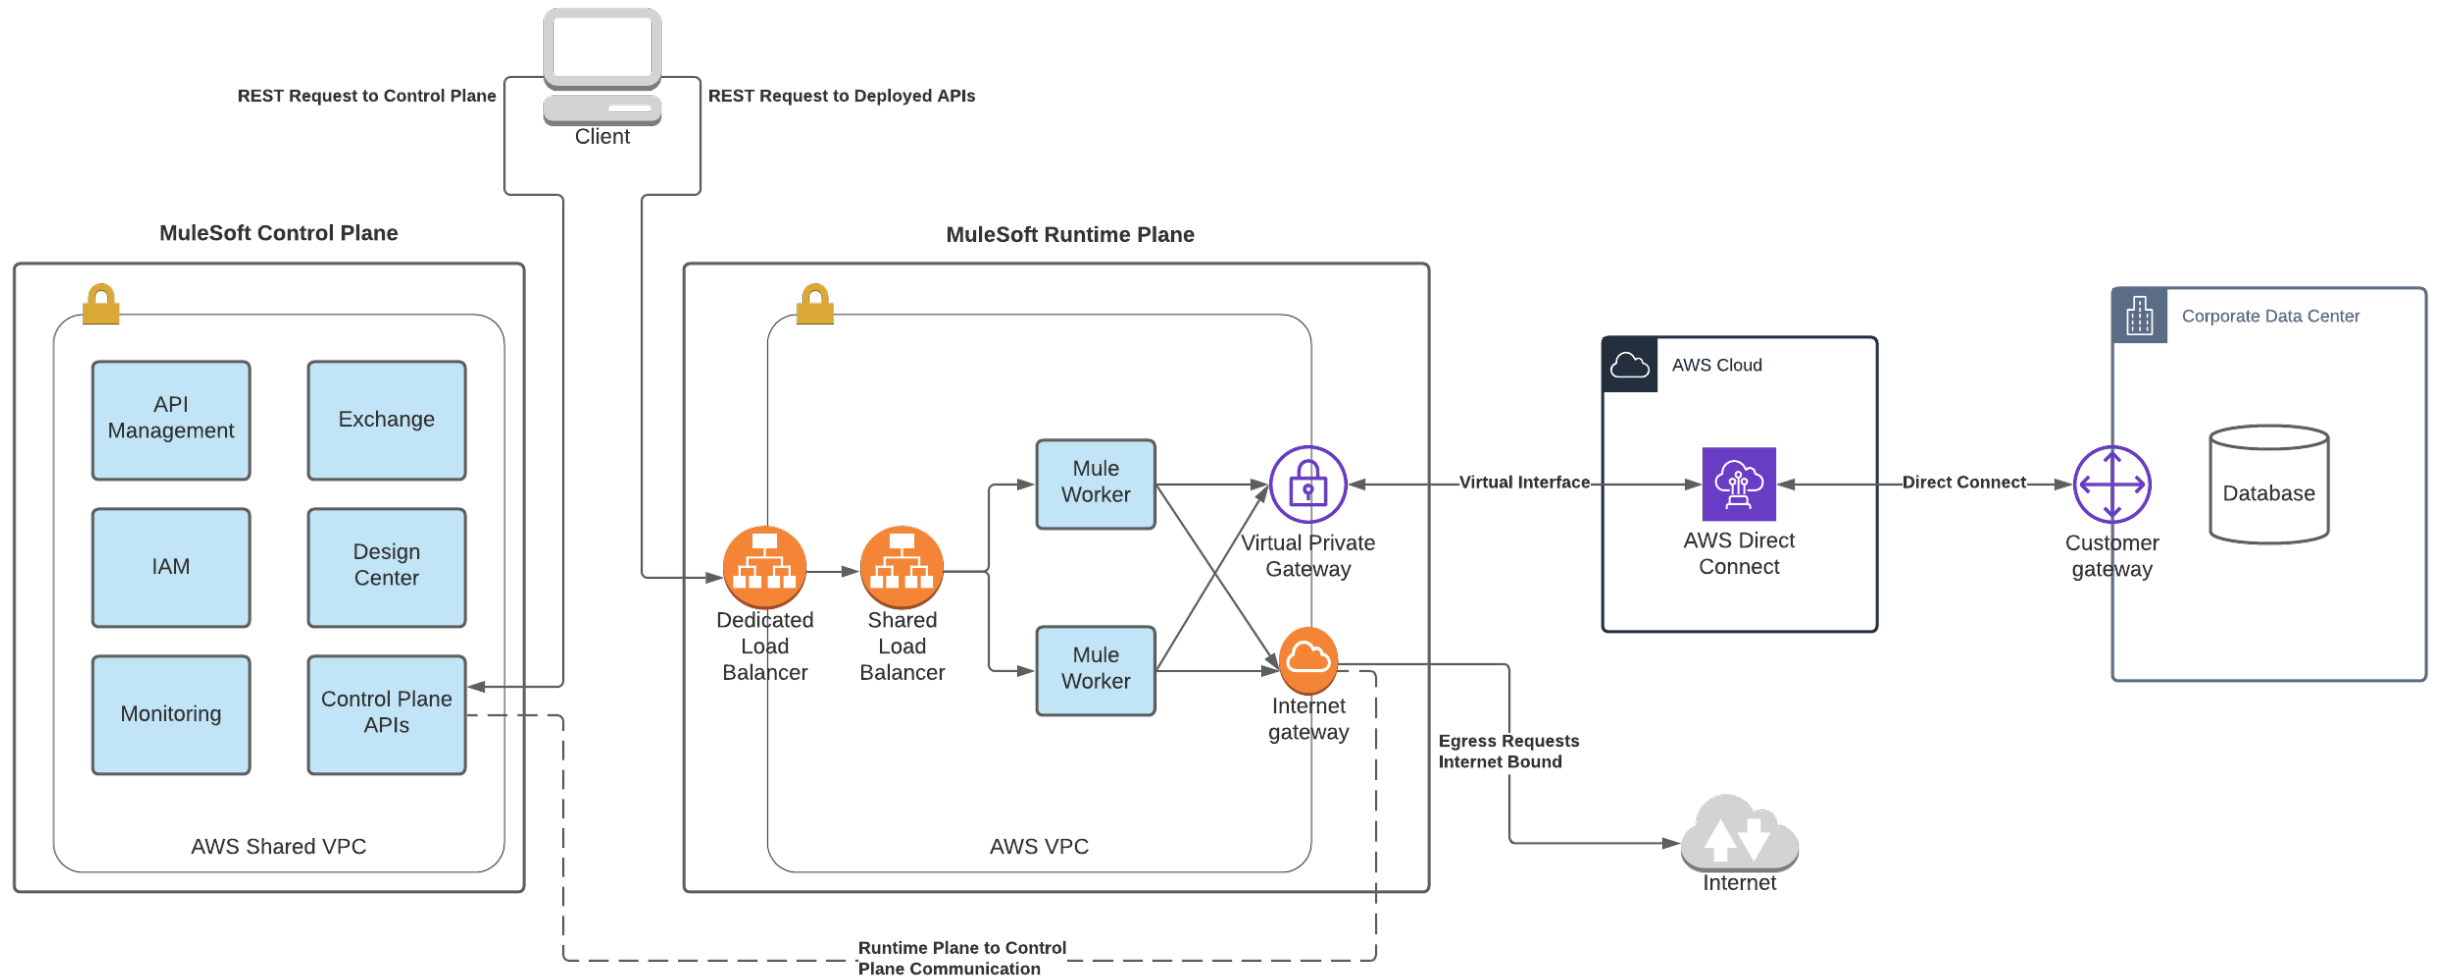 REST Request to Control Plane
REST Request to Deployed APIs
Client
MuleSoft Control Plane
API
Management
Exchange
IAM
Design
Center
Monitoring
Control Plane
APIs
AWS Shared VPC
MuleSoft Runtime Plane
Dedicated
Load
Balancer
Shared
Load
Balancer
Mule
Worker
Mule
Worker
Virtual Private
Gateway
Internet
gateway
AWS VPC
Runtime Plane to Control
Plane Communication
Egress Requests
Internet Bound
Internet
Virtual Interface
AWS Cloud
AWS Direct
Connect
Direct Connect
Customer
gateway
Corporate Data Center
Database